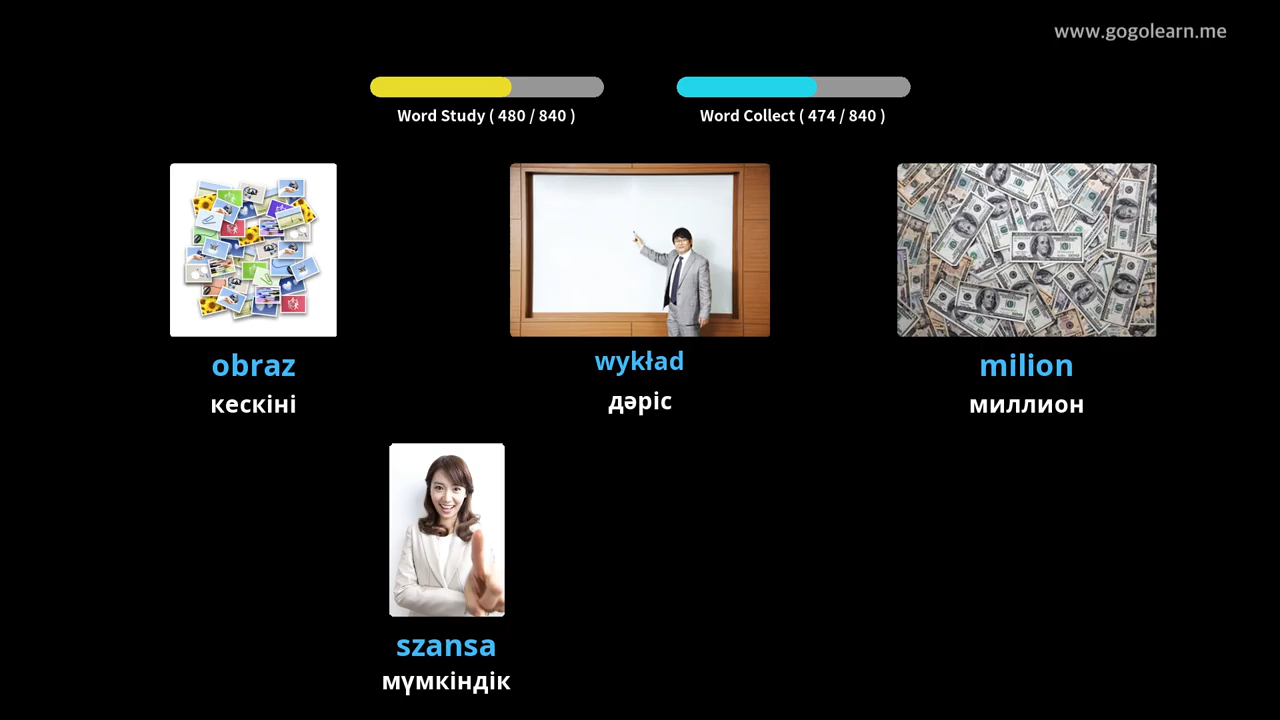 www.gogolearn.me
Word Study ( 480 / 840 )
Word Collect ( 474 / 840 )
obraz
кескіні
wykład
дәріс
milion
миллион
szansa
мүмкіндік